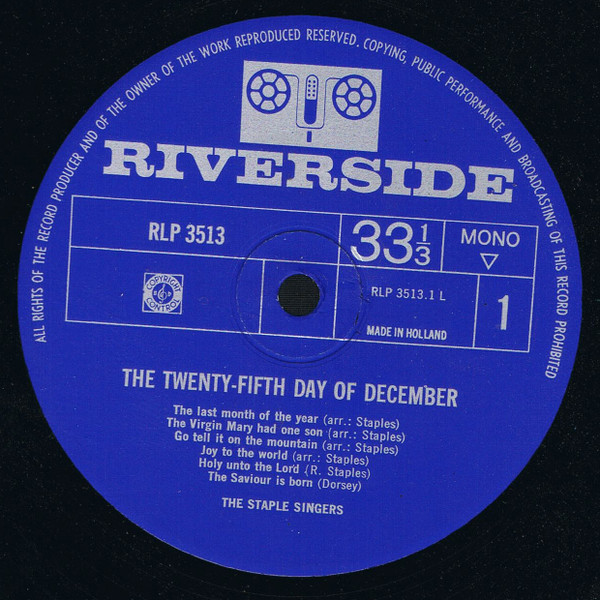 ALL RIGHTS OF THE RECORD PRODUCER AND OF THE OWNER OF THE WORK REPRODUCED RESERVED. COPYING, PUBLIC PERFORMANCE AND BROADCASTING OF THIS RECORD PROHIBITED
RIVERSIDE
RLP 3513
33 1/3
MONO
COPYRIGHT
CONTROL
RLP 3513.1 L
1
MADE IN HOLLAND
THE TWENTY-FIFTH DAY OF DECEMBER
The last month of the year (arr.: Staples)
The Virgin Mary had one son (arr.: Staples)
Go tell it on the mountain (arr.: Staples)
Joy to the world (arr.: Staples)
Holy unto the Lord (R. Staples)
The Saviour is born (Dorsey)
THE STAPLE SINGERS